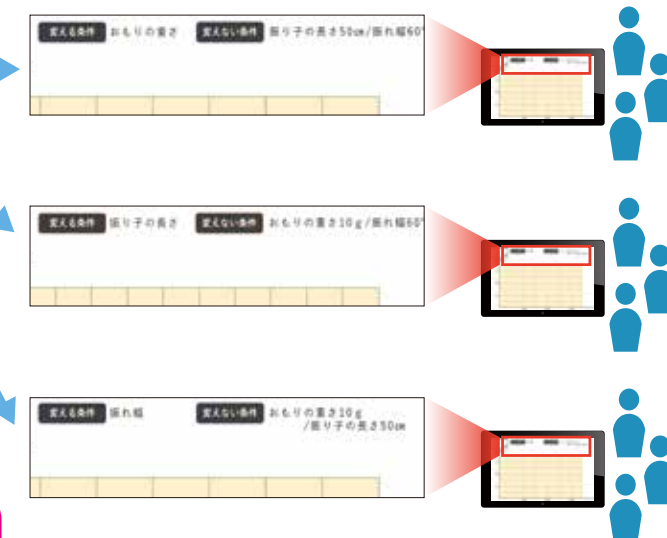 変える条件 おもりの重さ 変えない条件 振り子の長さ50cm/振れ幅60°
変える条件 振り子の長さ 変えない条件 おもりの重さ10g/振れ幅60°
変える条件 振れ幅 変えない条件 おもりの重さ10g
/振り子の長さ50cm